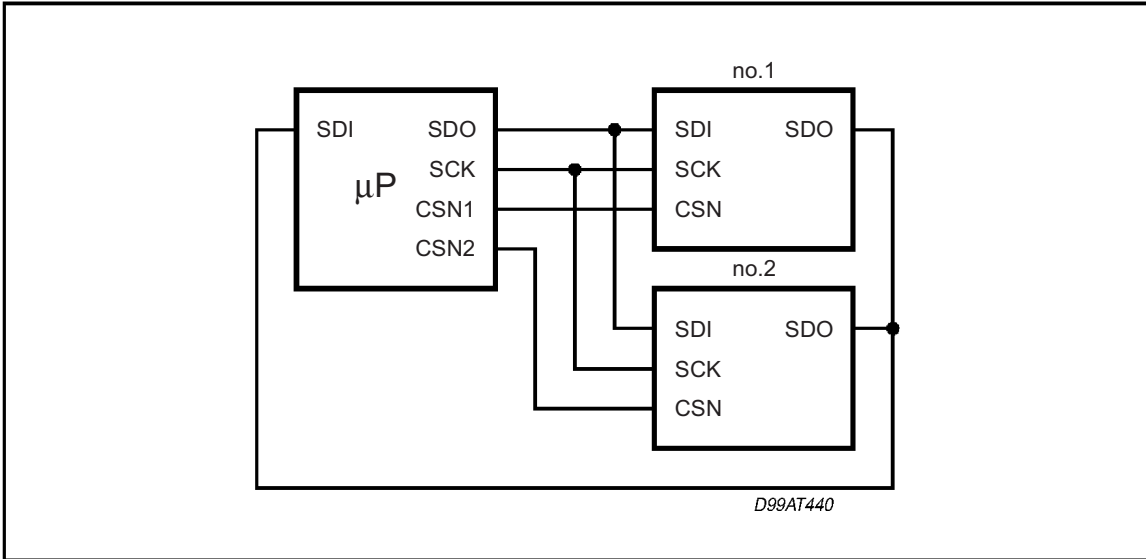 no.1
SDI SDO
μP
SCK
CSN1
CSN2
SDI SDO
SCK
CSN
no.2
SDI SDO
SCK
CSN
D99AT440